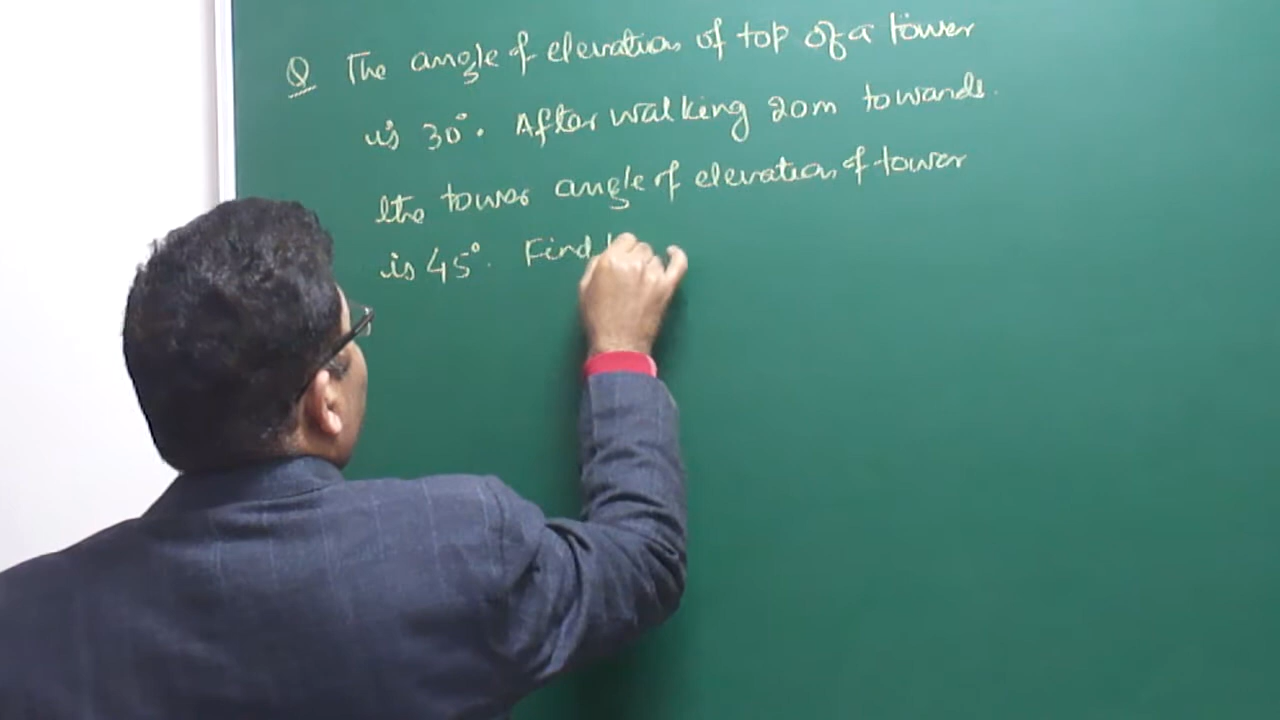 Q The angle of elevation of top of a tower
is 30°. After walking 20m towards.
the tower angle of elevation of tower
is 45°. Find